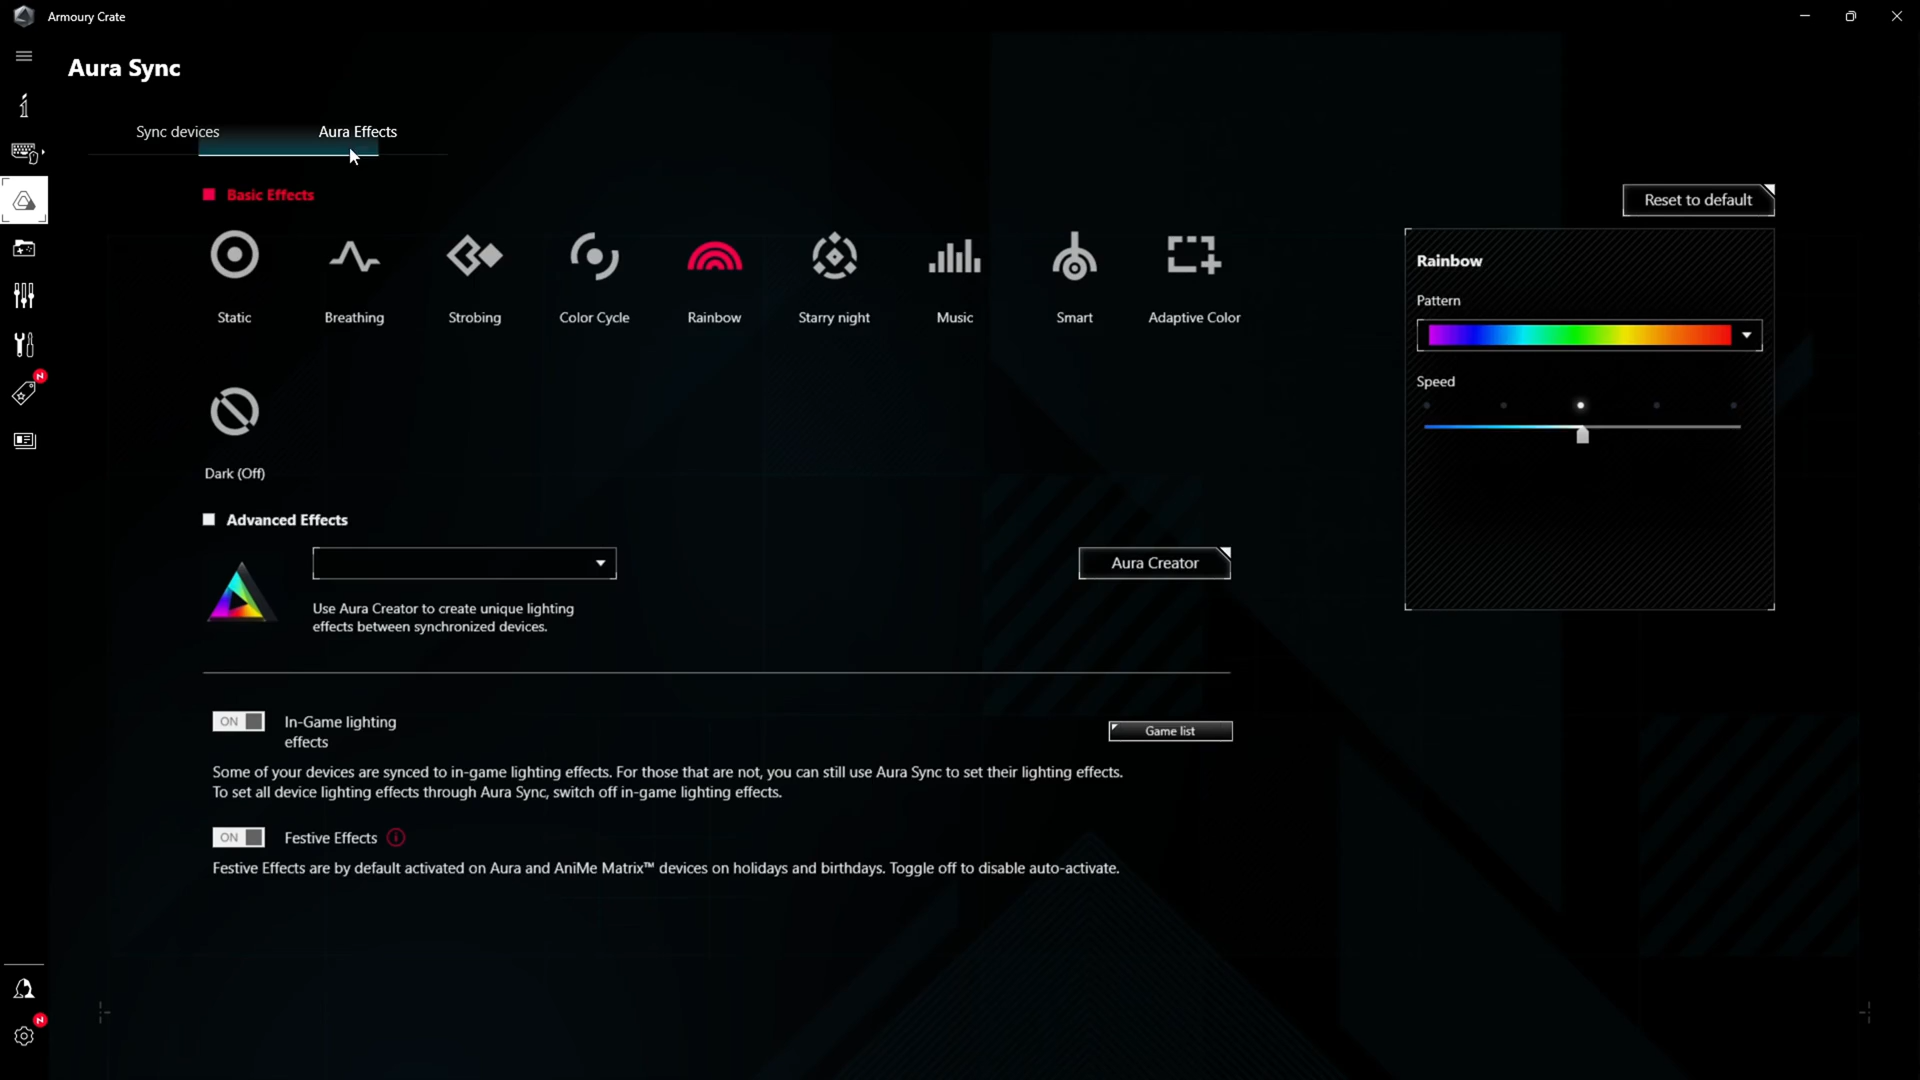 Armoury Crate
Aura Sync
Sync devices
Aura Effects
Basic Effects
Reset to default
Static
Breathing
Strobing
Color Cycle
Rainbow
Starry night
Music
Smart
Adaptive Color
Dark (Off)
Rainbow
Pattern
Speed
Advanced Effects
Aura Creator
Use Aura Creator to create unique lighting
effects between synchronized devices.
ON
In-Game lighting
effects
Game list
Some of your devices are synced to in-game lighting effects. For those that are not, you can still use Aura Sync to set their lighting effects.
To set all device lighting effects through Aura Sync, switch off in-game lighting effects.
ON
Festive Effects
Festive Effects are by default activated on Aura and AniMe Matrix™ devices on holidays and birthdays. Toggle off to disable auto-activate.
N
N